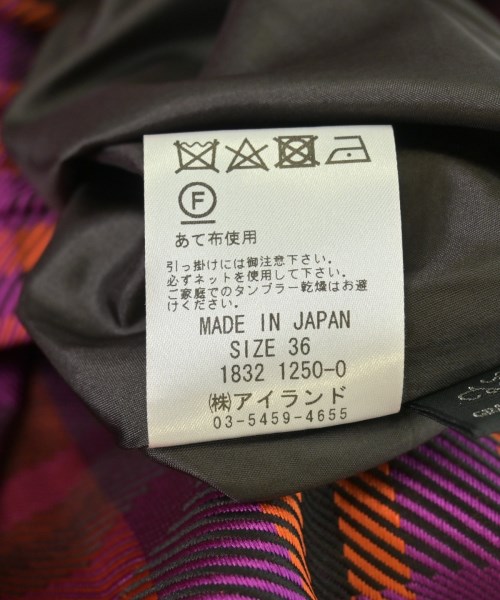 F
あて布使用
引っ掛けには御注意下さい。
必ずネットを使用して下さい。
ご家庭でのタンブラー乾燥はお避
けください。
MADE IN JAPAN
SIZE 36
1832 1250-0
㈱アイランド
03-5459-4655